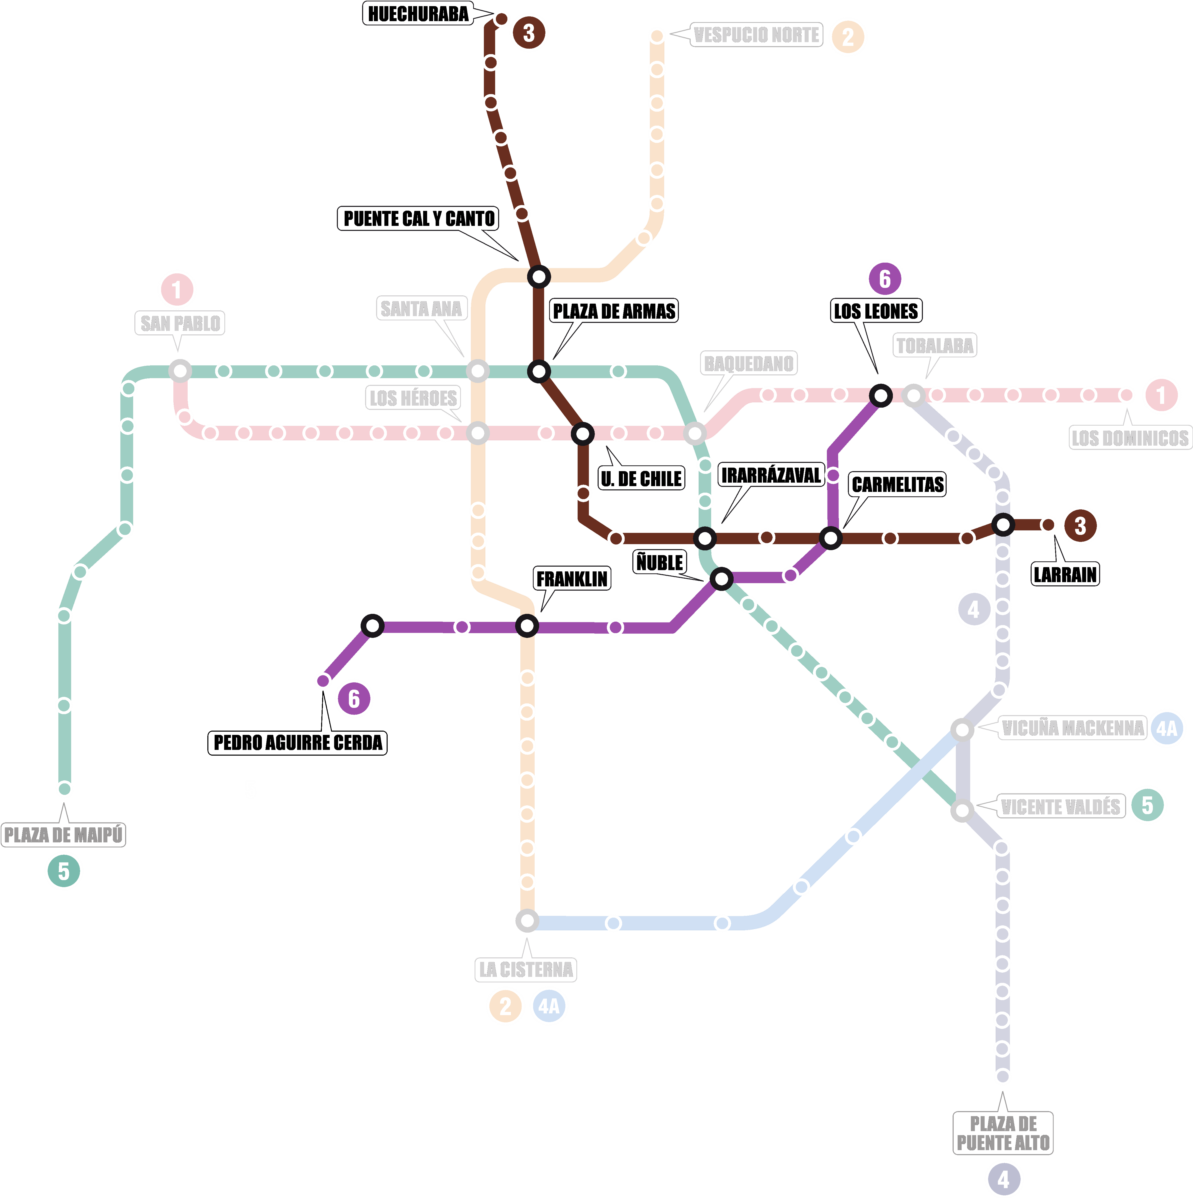 HUECHURABA
3
VESPUCIO NORTE
2
PUENTE CAL Y CANTO
1
SAN PABLO
SANTA ANA
PLAZA DE ARMAS
6
LOS LEONES
TOBALABA
BAQUEDANO
LOS HÉROES
1
LOS DOMINICOS
U. DE CHILE
IRARRÁZAVAL
CARMELITAS
3
LARRAIN
ÑUBLE
FRANKLIN
4
6
PEDRO AGUIRRE CERDA
VICUÑA MACKENNA
4A
VICENTE VALDÉS
5
PLAZA DE MAIPÚ
5
LA CISTERNA
2
4A
PLAZA DE
PUENTE ALTO
4